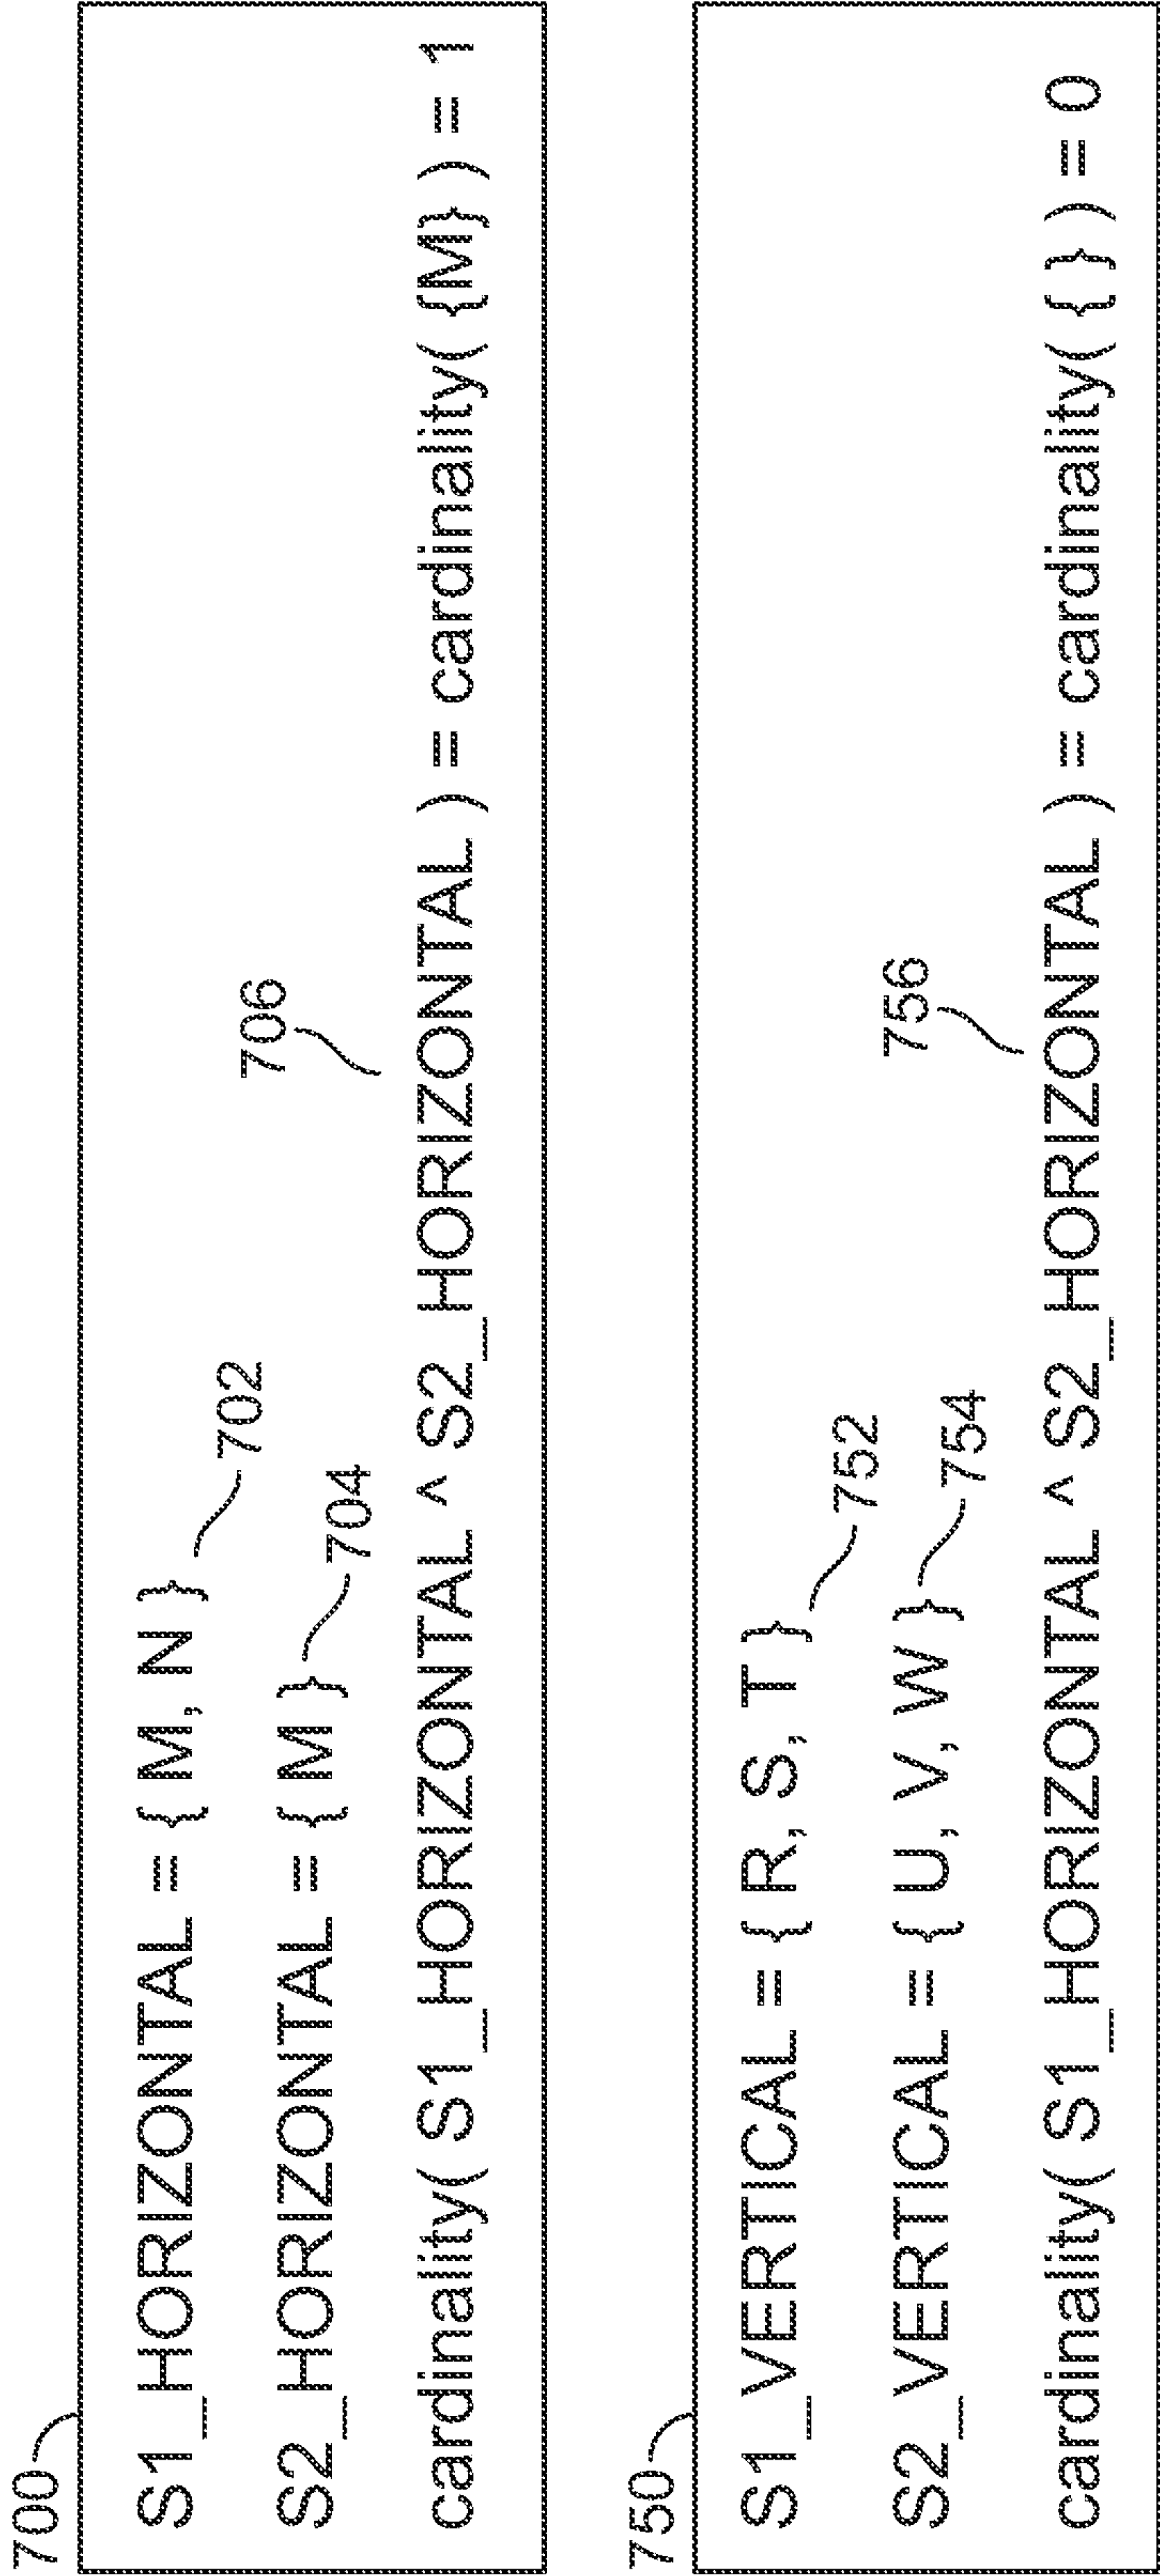 700
S1_HORIZONTAL = { M, N }
702
S2_HORIZONTAL = { M }
704
706
cardinality( S1_HORIZONTAL ^ S2_HORIZONTAL ) = cardinality( {M} ) = 1
750
S1_VERTICAL = { R, S, T }
752
S2_VERTICAL = { U, V, W }
754
756
cardinality( S1_HORIZONTAL ^ S2_HORIZONTAL ) = cardinality( { } ) = 0